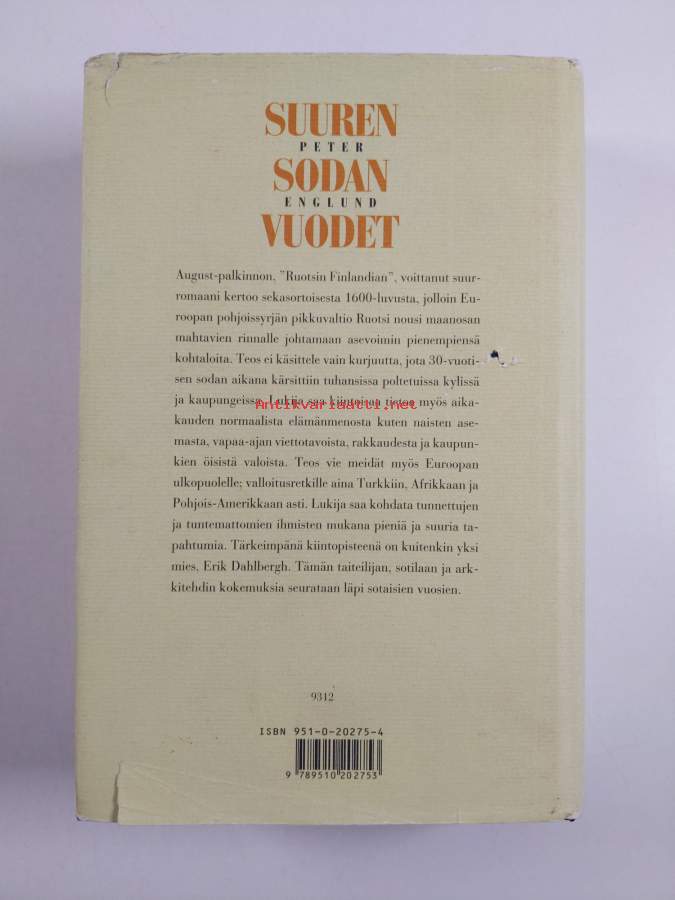 SUUREN
PETER
SODAN
ENGLUND
VUODET
August-palkinnon, "Ruotsin Finlandian", voittanut suur-
romaani kertoo sekasortoisesta 1600-luvusta, jolloin Eu-
roopan pohjoissyrjän pikkuvaltio Ruotsi nousi maanosan
mahtavien rinnalle johtamaan asevoimin pienempiensä
kohtaloita. Teos ei käsittele vain kurjuutta, jota 30-vuoti-
sen sodan aikana kärsittiin tuhansissa poltetuissa kylissä
ja kaupungeissa. Lukija saa kiintoisaa tietoa myös aika-
Antikvariaatti.net
kauden normaalista elämänmenosta kuten naisten ase-
masta, vapaa-ajan viettotavoista, rakkaudesta ja kaupun-
kien öisistä valoista. Teos vie meidät myös Euroopan
ulkopuolelle; valloitusretkille aina Turkkiin, Afrikkaan ja
Pohjois-Amerikkaan asti. Lukija saa kohdata tunnettujen
ja tuntemattomien ihmisten mukana pieniä ja suuria ta-
pahtumia. Tärkeimpänä kiintopisteenä on kuitenkin yksi
mies, Erik Dahlbergh. Tämän taiteilijan, sotilaan ja ark-
kitehdin kokemuksia seurataan läpi sotaisien vuosien.
9312
ISBN 951-0-20275-4
9 789510 202753